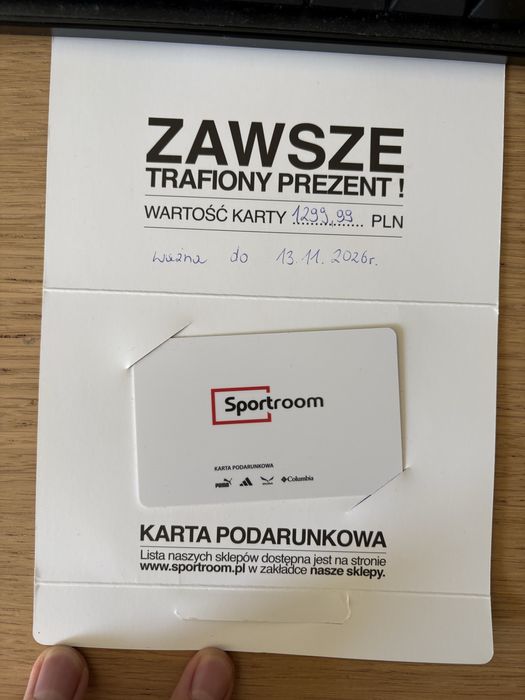 ZAWSZE
TRAFIONY PREZENT !
WARTOŚĆ KARTY 1299,99 PLN
ważna do 13.11.2026r.
Sportroom
KARTA PODARUNKOWA
PUMA Columbia
KARTA PODARUNKOWA
Lista naszych sklepów dostępna jest na stronie
www.sportroom.pl w zakładce nasze sklepy.